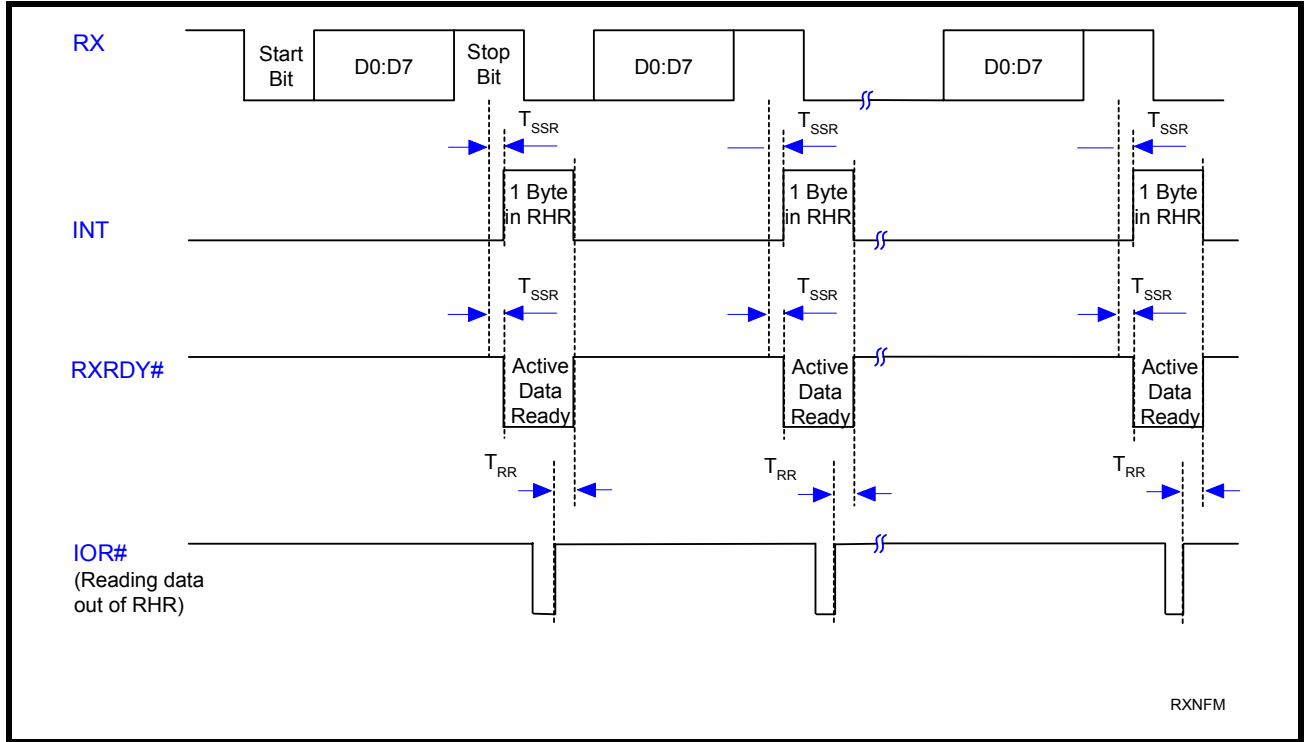 RX
Start
Bit
D0:D7
Stop
Bit
D0:D7
D0:D7
TSSR
TSSR
TSSR
INT
1 Byte
in RHR
1 Byte
in RHR
1 Byte
in RHR
TSSR
TSSR
TSSR
RXRDY#
Active
Data
Ready
Active
Data
Ready
Active
Data
Ready
TRR
TRR
TRR
IOR#
(Reading data
out of RHR)
RXNFM